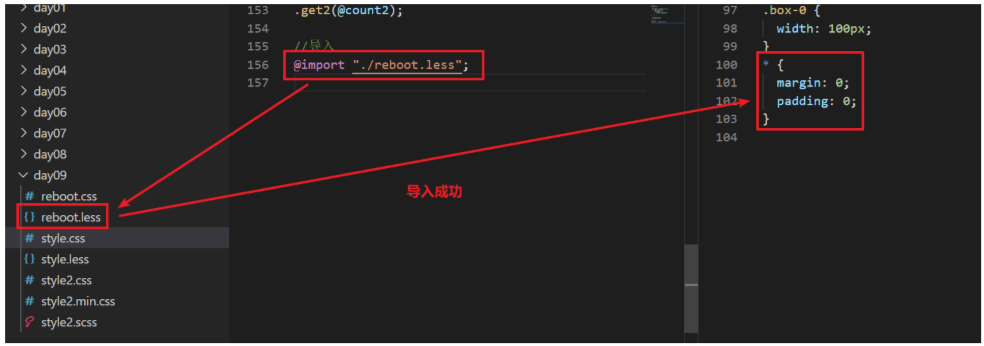 day01
day02
day03
day04
day05
day06
day07
day08
day09
# reboot.css
{} reboot.less
# style.css
{} style.less
# style2.css
# style2.min.css
style2.scss
153 .get2(@count2);
154
155 //导入
156 @import "./reboot.less";
157
导入成功
97 .box-0 {
98 width: 100px;
99 }
100 * {
101 margin: 0;
102 padding: 0;
103 }
104